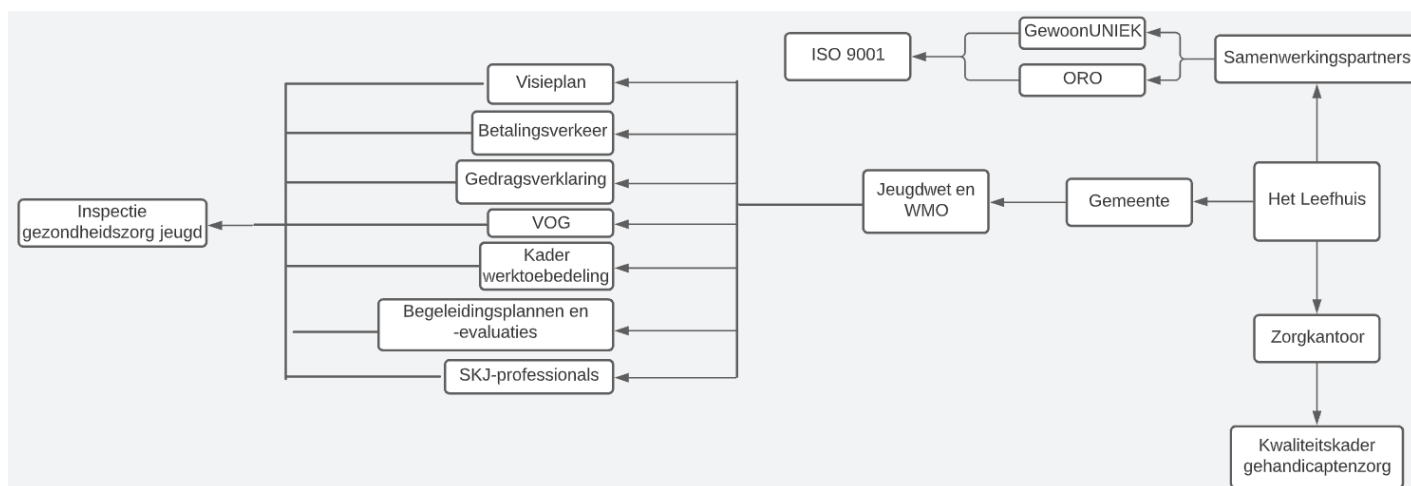 GewoonUNIEK
ISO 9001
Samenwerkingspartners
ORO
Visieplan
Betalingsverkeer
Gedragsverklaring
Jeugdwet en
WMO
Gemeente
Het Leefhuis
Inspectie
gezondheidszorg jeugd
VOG
Kader
werktoebedeling
Begeleidingsplannen en
-evaluaties
Zorgkantoor
SKJ-professionals
Kwaliteitskader
gehandicaptenzorg